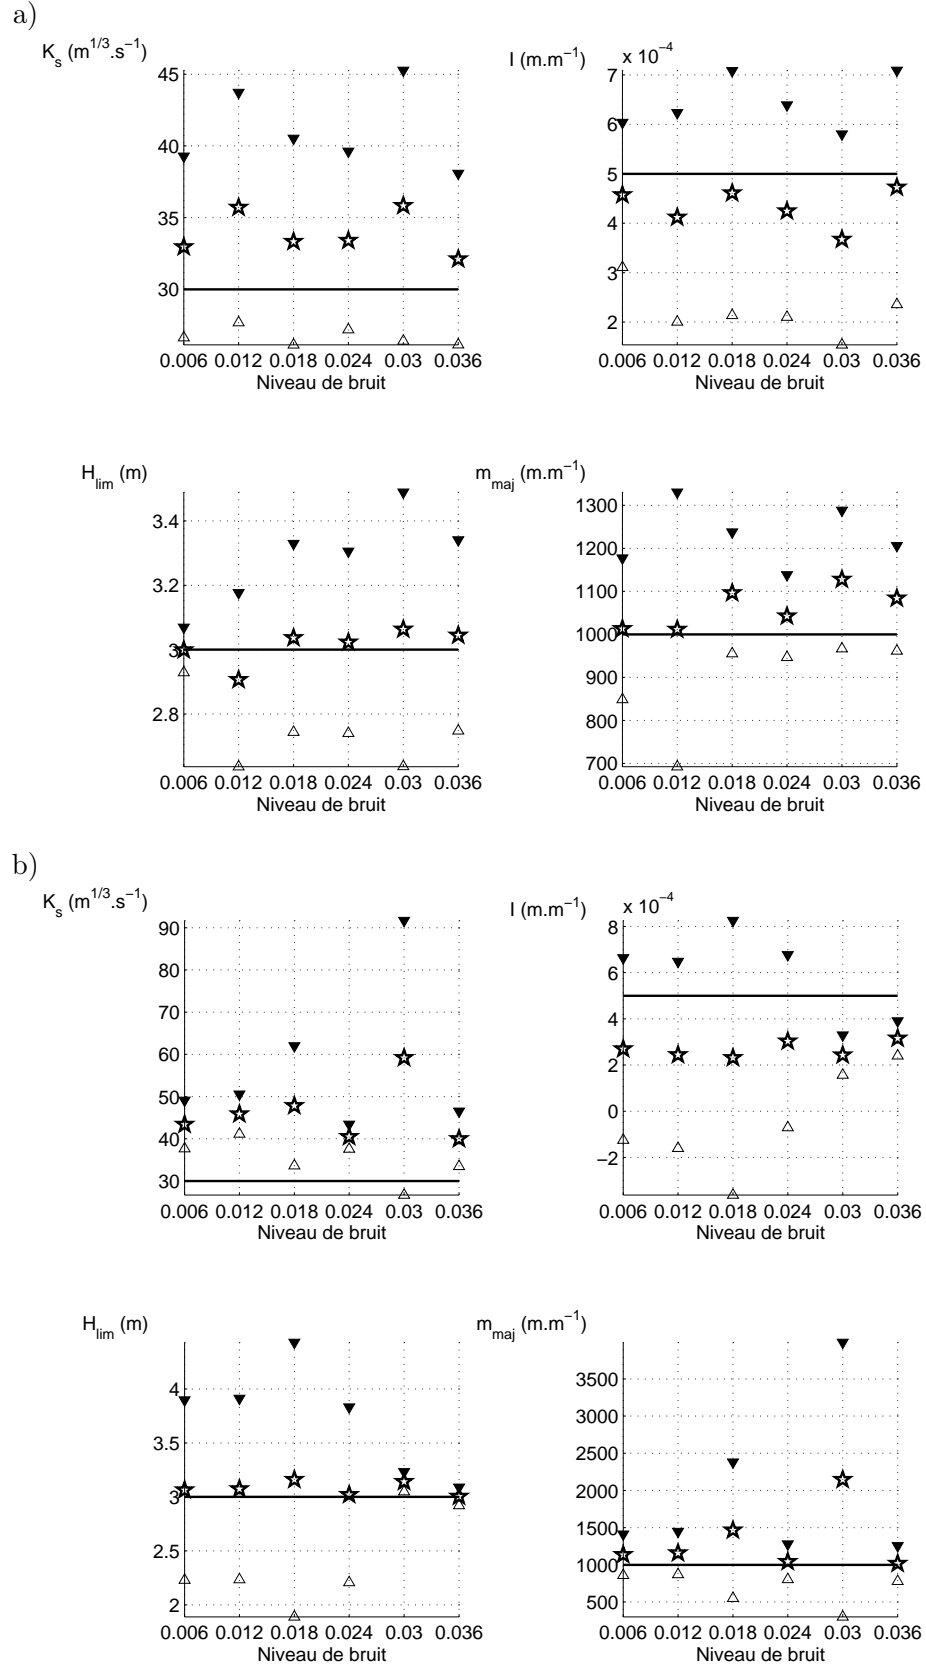 a)
K_s (m^{1/3}.s^{−1})
45
40
35
30
0.006 0.012 0.018 0.024 0.03 0.036
Niveau de bruit
I (m.m^{−1})
x 10^{−4}
7
6
5
4
3
2
0.006 0.012 0.018 0.024 0.03 0.036
Niveau de bruit
H_{lim} (m)
3.4
3.2
3
2.8
0.006 0.012 0.018 0.024 0.03 0.036
Niveau de bruit
m_{maj} (m.m^{−1})
1300
1200
1100
1000
900
800
700
0.006 0.012 0.018 0.024 0.03 0.036
Niveau de bruit
b)
K_s (m^{1/3}.s^{−1})
90
80
70
60
50
40
30
0.006 0.012 0.018 0.024 0.03 0.036
Niveau de bruit
I (m.m^{−1})
x 10^{−4}
8
6
4
2
0
−2
0.006 0.012 0.018 0.024 0.03 0.036
Niveau de bruit
H_{lim} (m)
4
3.5
3
2.5
2
0.006 0.012 0.018 0.024 0.03 0.036
Niveau de bruit
m_{maj} (m.m^{−1})
3500
3000
2500
2000
1500
1000
500
0.006 0.012 0.018 0.024 0.03 0.036
Niveau de bruit